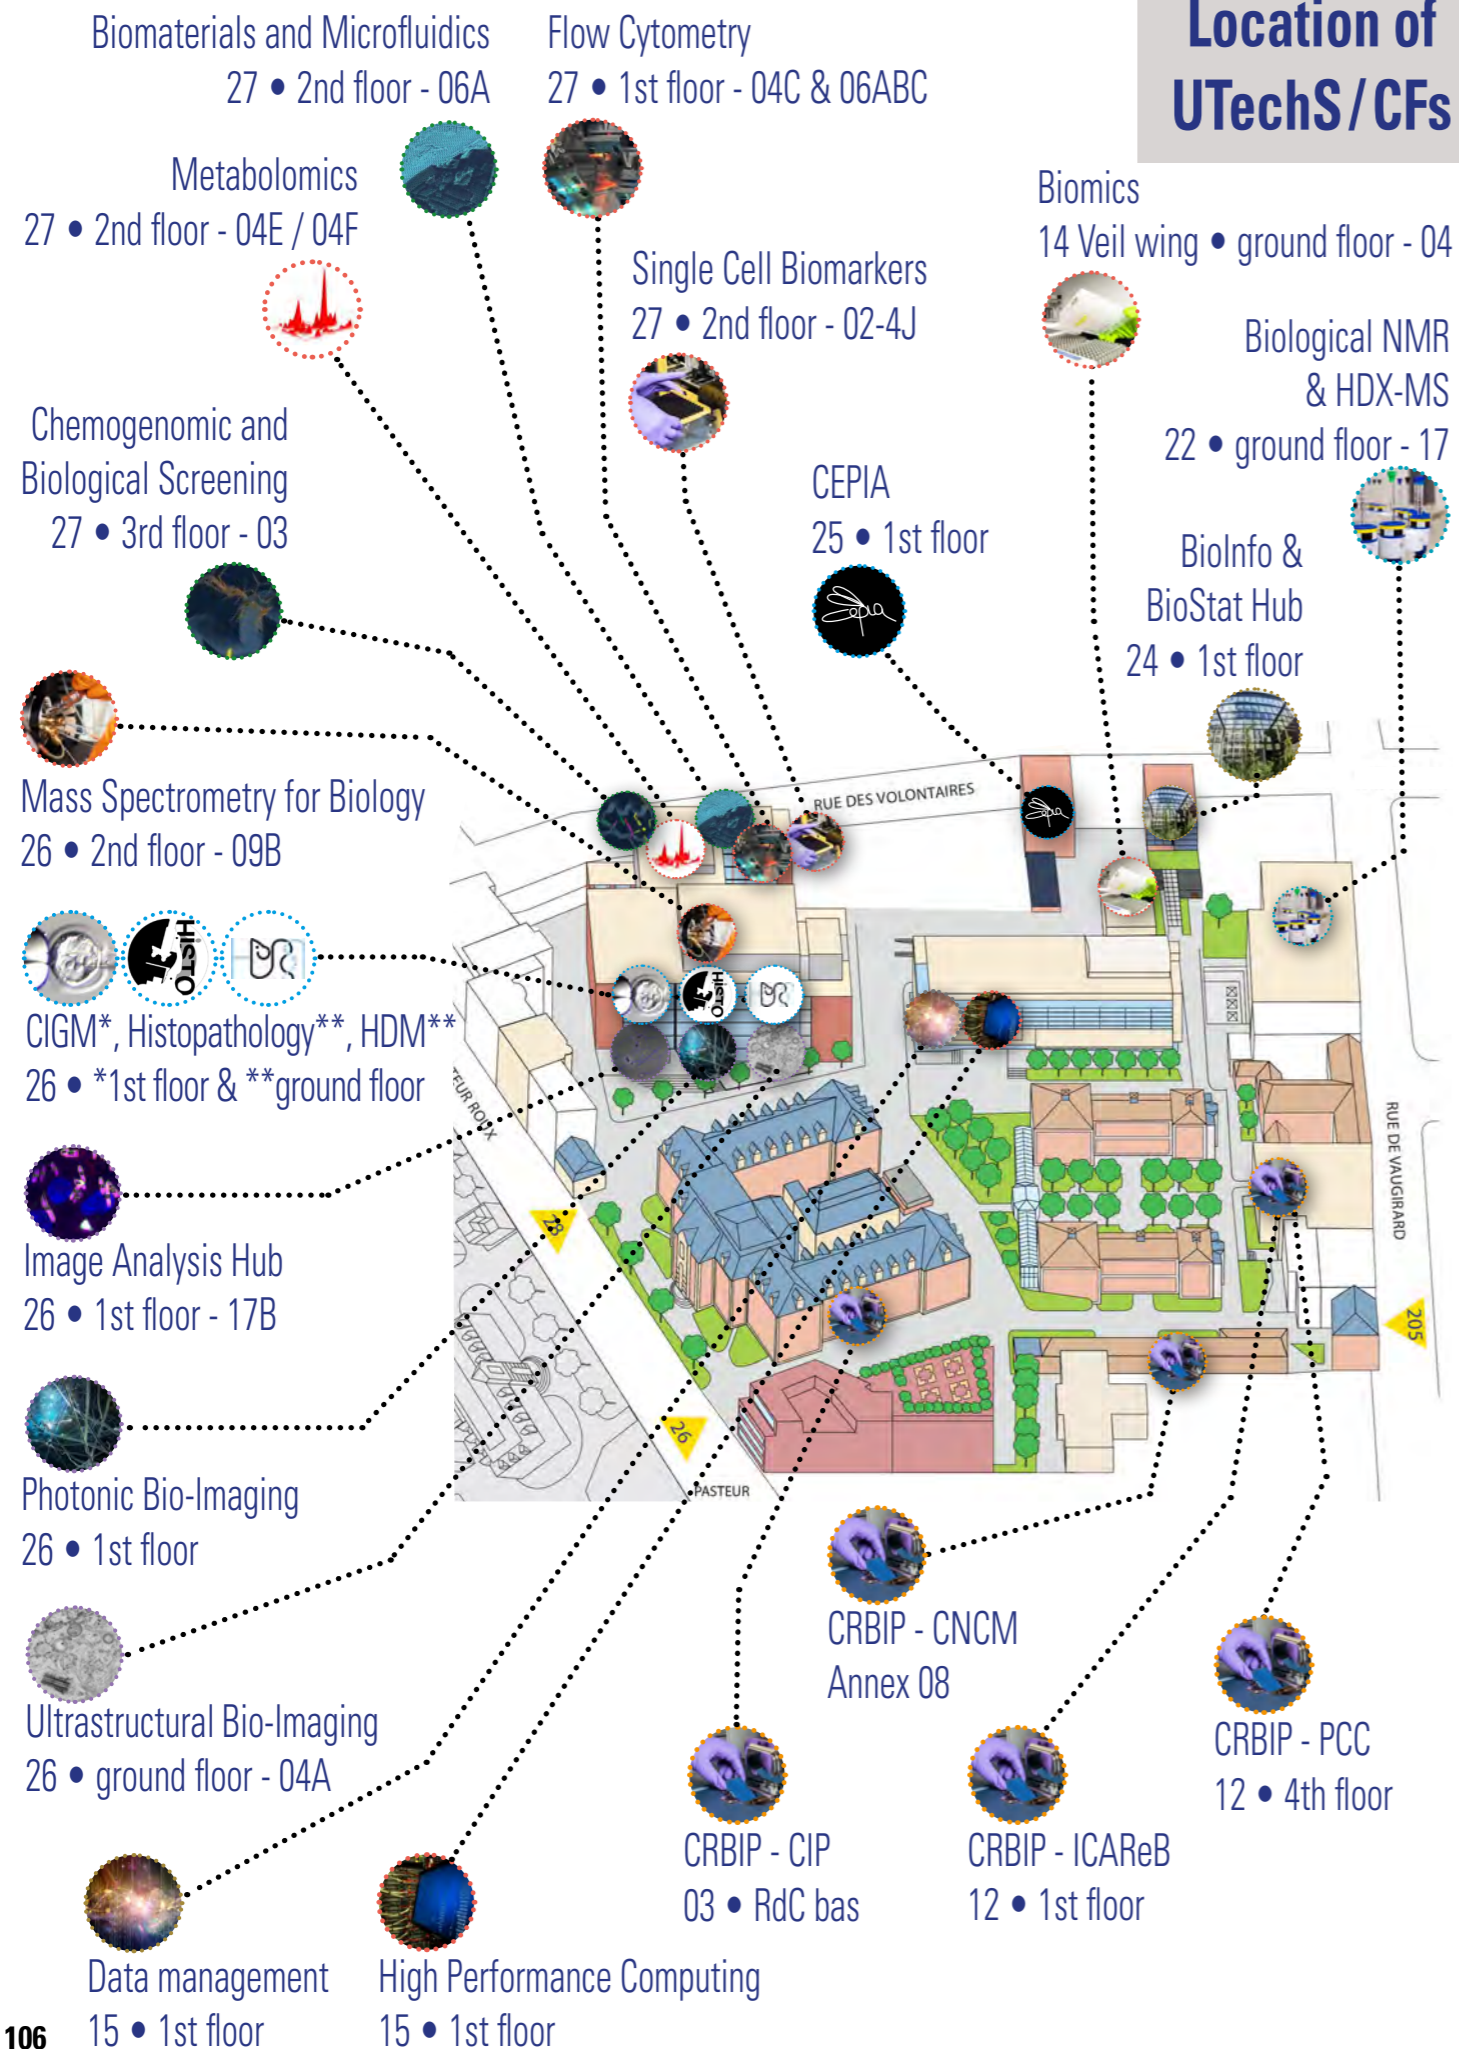 Location of
UTechS / CFs
Biomaterials and Microfluidics
27 • 2nd floor - 06A
Flow Cytometry
27 • 1st floor - 04C & 06ABC
Metabolomics
27 • 2nd floor - 04E / 04F
Single Cell Biomarkers
27 • 2nd floor - 02-4J
Biomics
14 Veil wing • ground floor - 04
Biological NMR
& HDX-MS
22 • ground floor - 17
Chemogenomic and
Biological Screening
27 • 3rd floor - 03
CEPIA
25 • 1st floor
Cepia
BioInfo &
BioStat Hub
24 • 1st floor
Mass Spectrometry for Biology
26 • 2nd floor - 09B
RUE DES VOLONTAIRES
Cepia
HiSTO
HiSTO
CIGM*, Histopathology**, HDM**
26 • *1st floor & **ground floor
TEUR ROUX
RUE DE VAUGIRARD
Image Analysis Hub
26 • 1st floor - 17B
28
205
26
PASTEUR
Photonic Bio-Imaging
26 • 1st floor
Ultrastructural Bio-Imaging
26 • ground floor - 04A
CRBIP - CNCM
Annex 08
CRBIP - PCC
12 • 4th floor
CRBIP - CIP
03 • RdC bas
CRBIP - ICAReB
12 • 1st floor
Data management
15 • 1st floor
High Performance Computing
15 • 1st floor
106